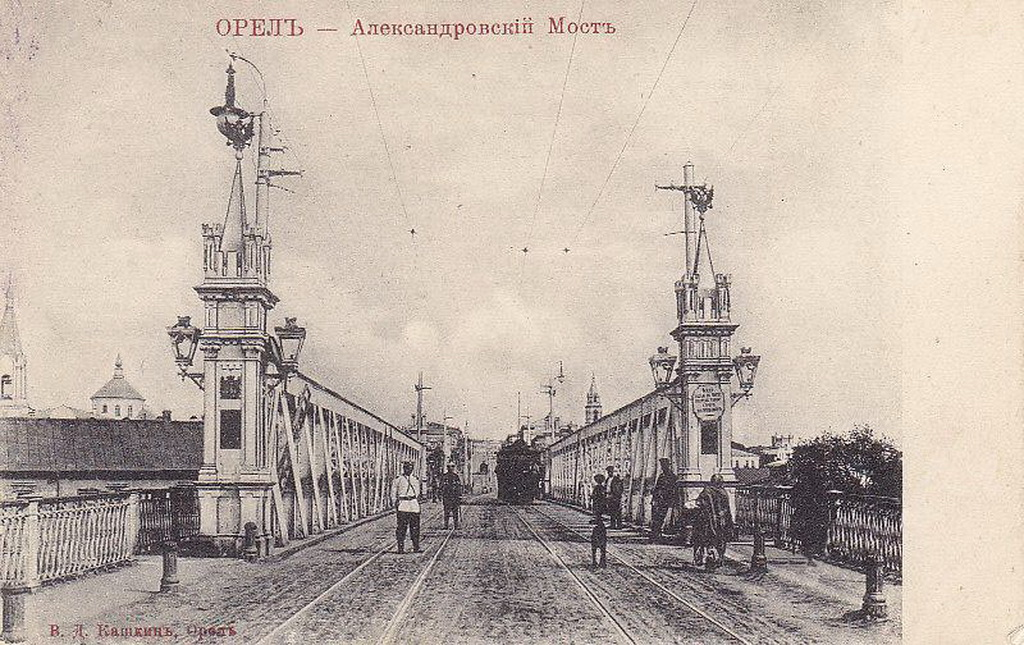 ОРЕЛЪ — Александровскій Мостъ
В. Д. Кашкинъ, Орелъ